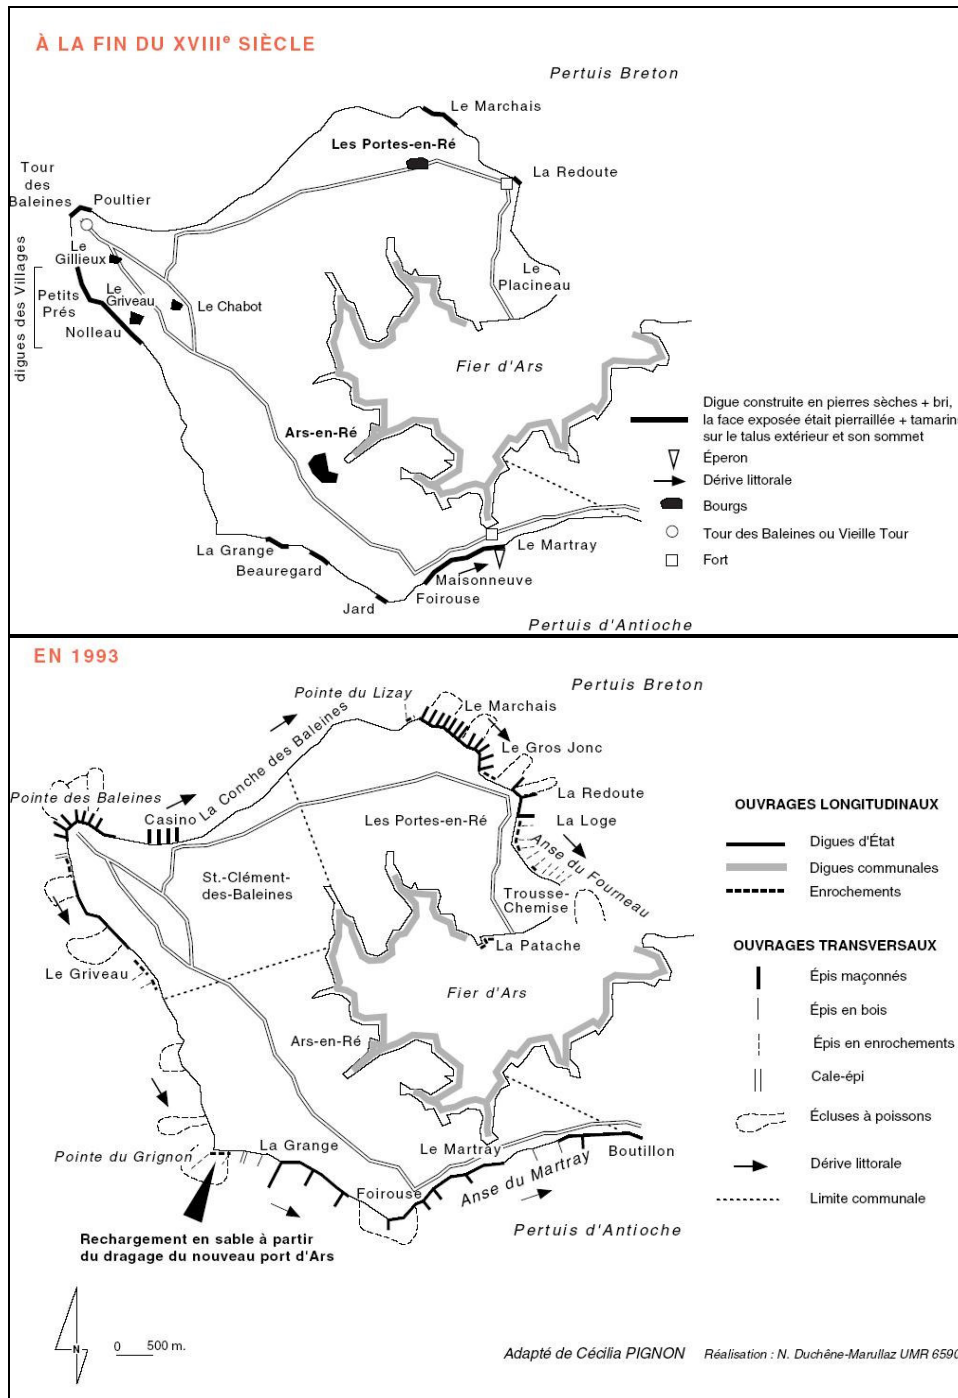 À LA FIN DU XVIIIe SIÈCLE
Pertuis Breton
Le Marchais
Les Portes-en-Ré
La Redoute
Tour
des
Baleines
Poultier
Le
Gillieux
Le
Placineau
digues des Villages
Petits
Prés
Le
Griveau
Le Chabot
Nolleau
Fier d'Ars
Ars-en-Ré
La Grange
Beauregard
Jard
Foirouse
Maisonneuve
Le Martray
Pertuis d'Antioche
Digue construite en pierres sèches + bri,
la face exposée était pierraillée + tamarins
sur le talus extérieur et son sommet
Éperon
Dérive littorale
Bourgs
Tour des Baleines ou Vieille Tour
Fort
EN 1993
Pertuis Breton
Pointe du Lizay
Le Marchais
Le Gros Jonc
La Conche des Baleines
Pointe des Baleines
Casino
La Redoute
Les Portes-en-Ré
La Loge
Anse du Fourneau
St.-Clément-
des-Baleines
Trousse-
Chemise
La Patache
Le Griveau
Fier d'Ars
Ars-en-Ré
Pointe du Grignon
La Grange
Le Martray
Boutillon
Foirouse
Anse du Martray
Pertuis d'Antioche
Rechargement en sable à partir
du dragage du nouveau port d'Ars
OUVRAGES LONGITUDINAUX
Digues d'État
Digues communales
Enrochements
OUVRAGES TRANSVERSAUX
Épis maçonnés
Épis en bois
Épis en enrochements
Cale-épi
Écluses à poissons
Dérive littorale
Limite communale
N
0 500 m.
Adapté de Cécilia PIGNON Réalisation : N. Duchêne-Marullaz UMR 6590